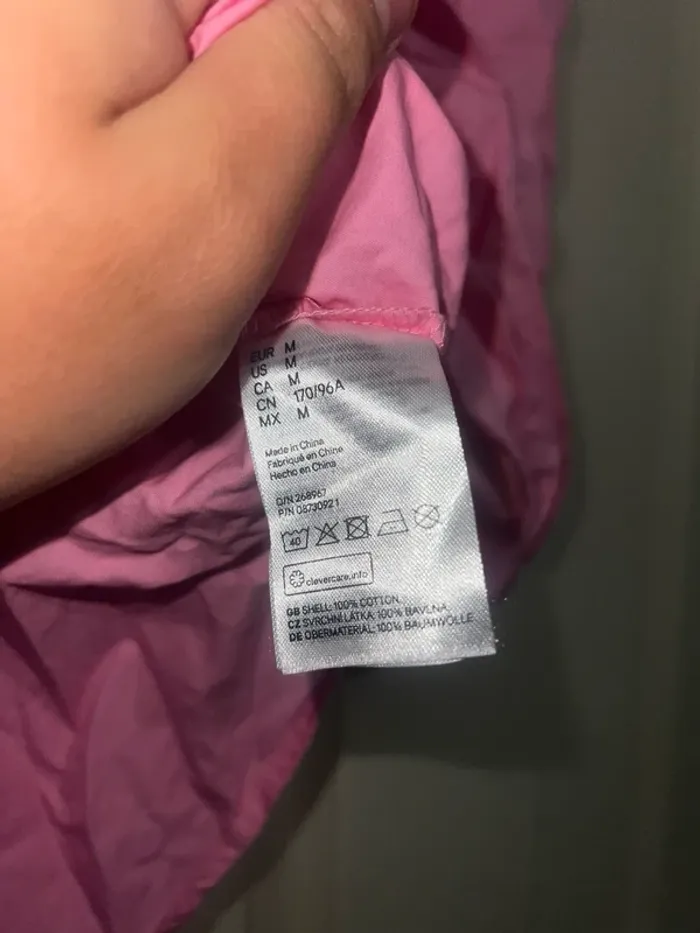 EUR M
US M
CA M
CN 170/96A
MX M
Made in China
Fabriqué en Chine
Hecho en China
O/N 268967
P/N 08730921
40
clevercare.info
GB SHELL: 100% COTTON,
CZ SVRCHNÍ LÁTKA: 100% BAVLNA,
DE OBERMATERIAL: 100% BAUMWOLLE